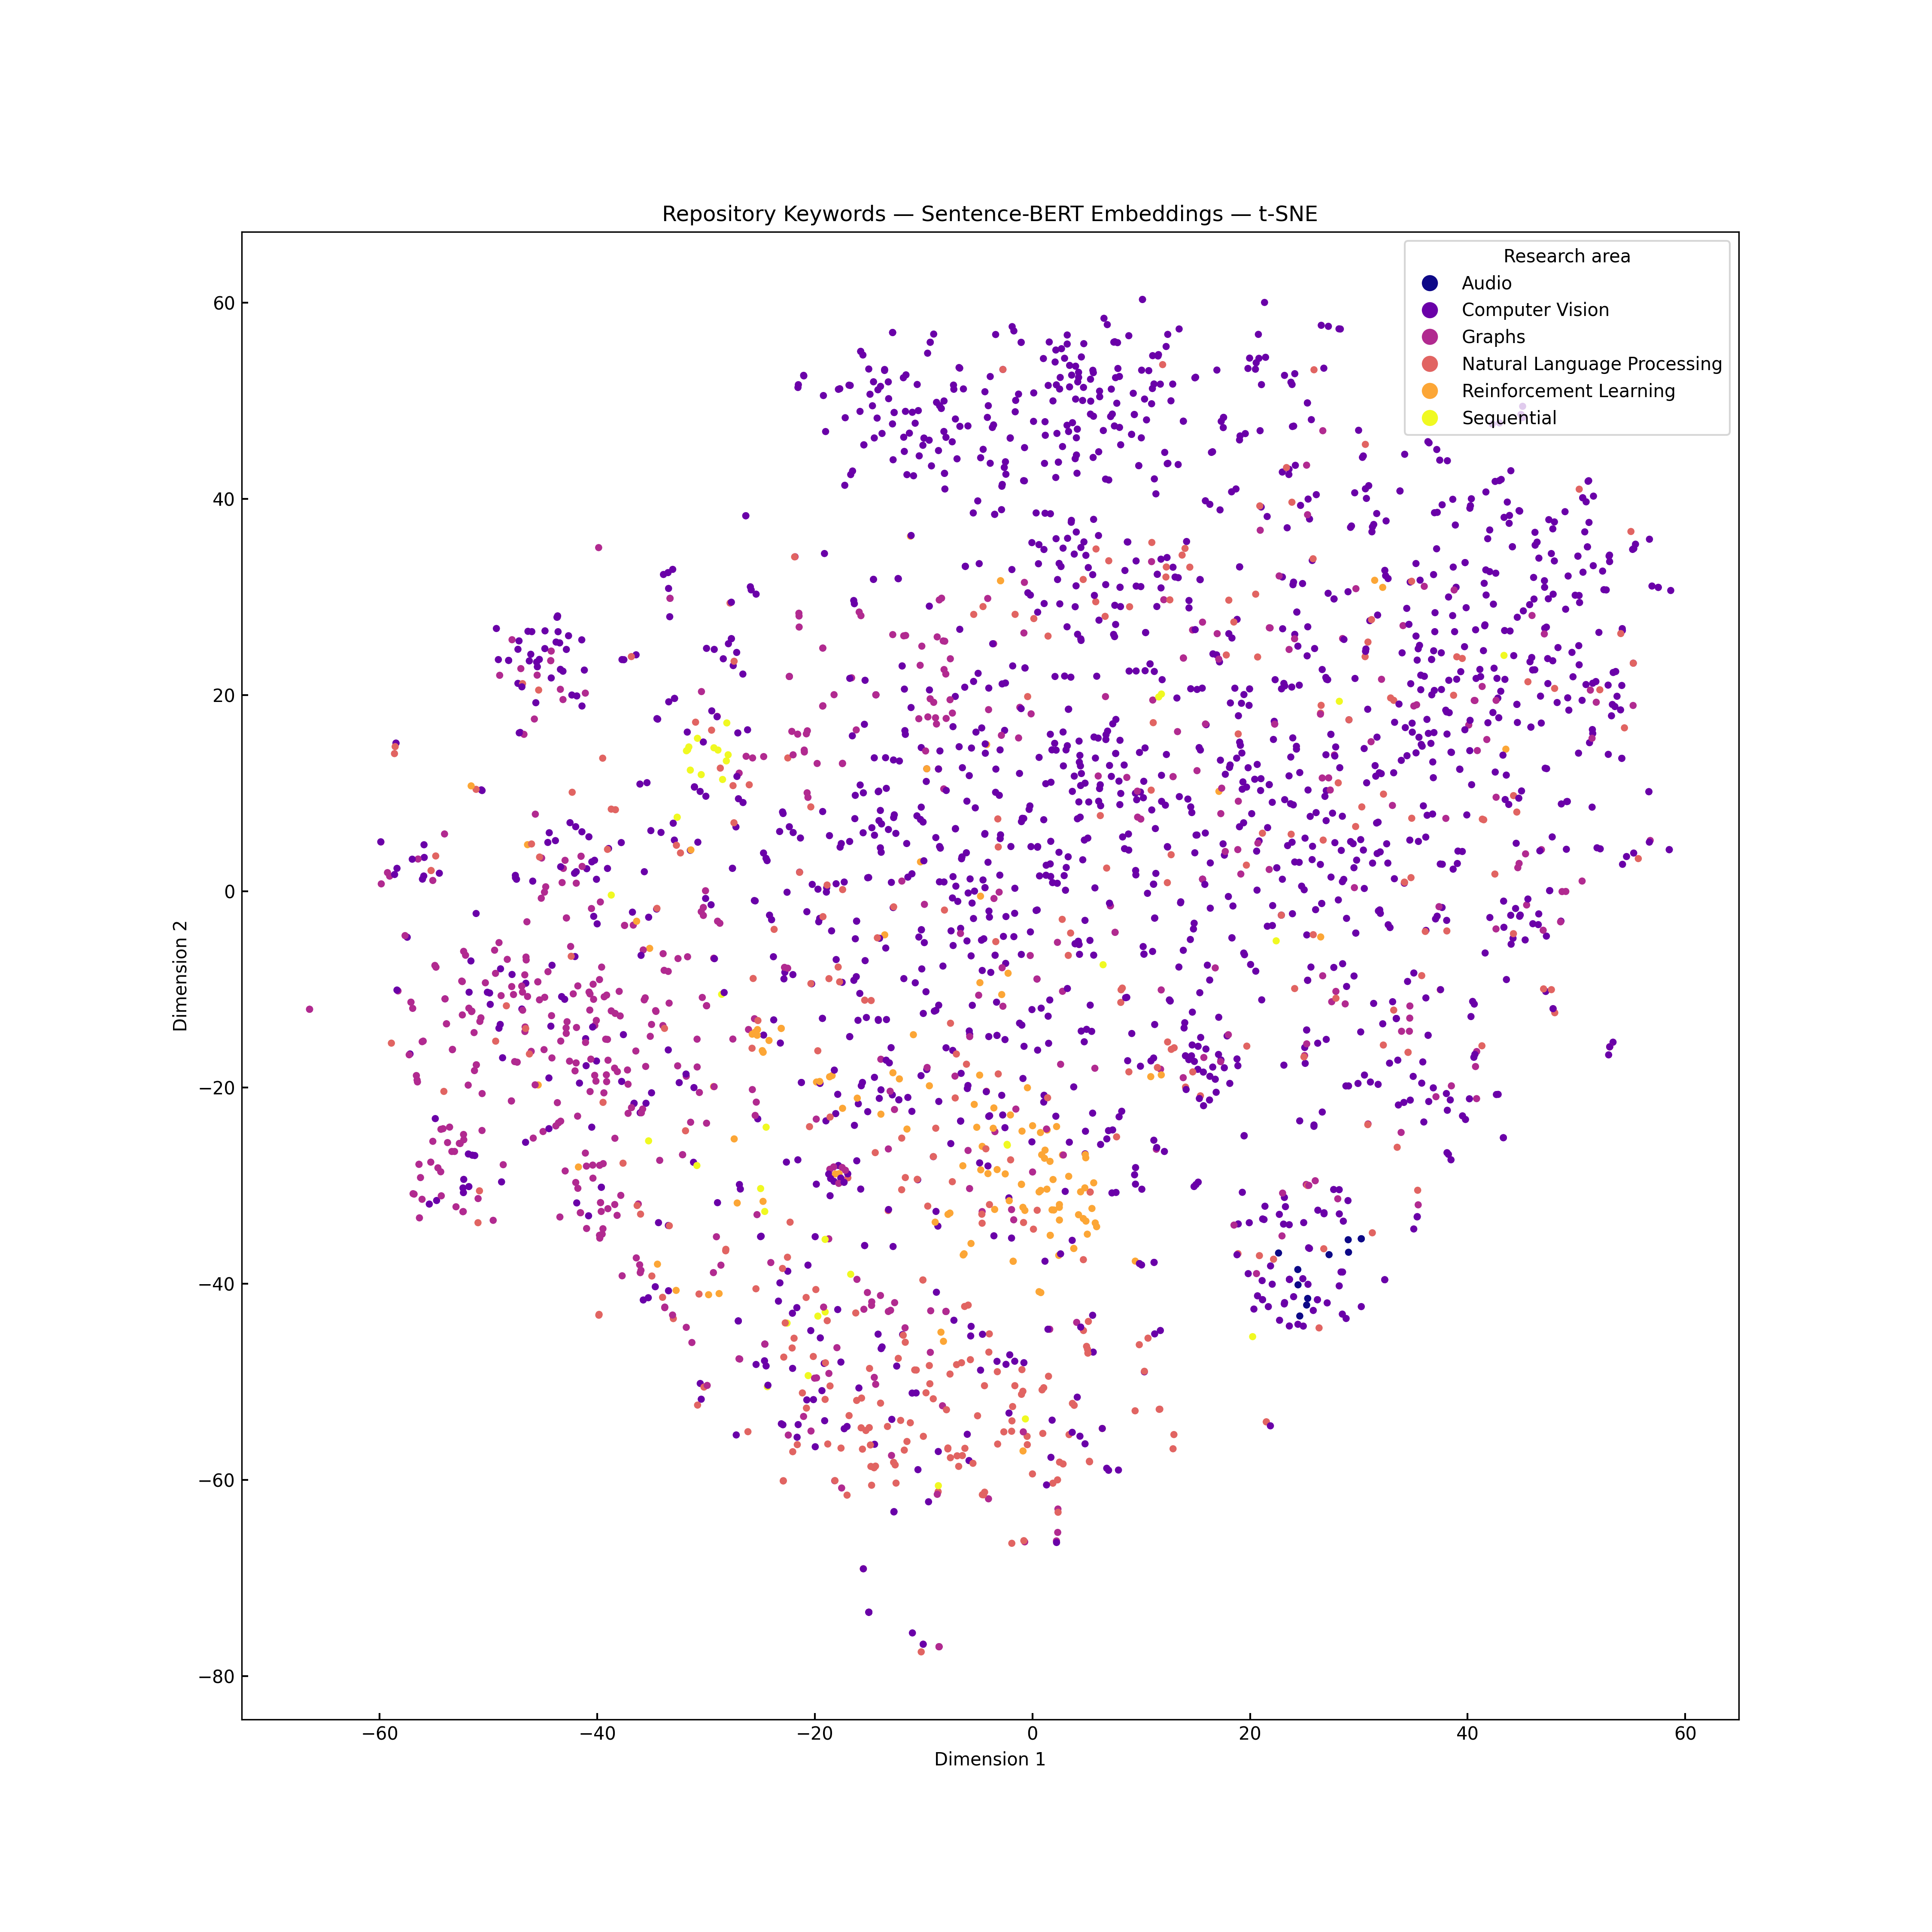 Repository Keywords — Sentence-BERT Embeddings — t-SNE
Research area
Audio
Computer Vision
Graphs
Natural Language Processing
Reinforcement Learning
Sequential
60
40
20
0
−20
−40
−60
−80
Dimension 2
−60 −40 −20 0 20 40 60
Dimension 1